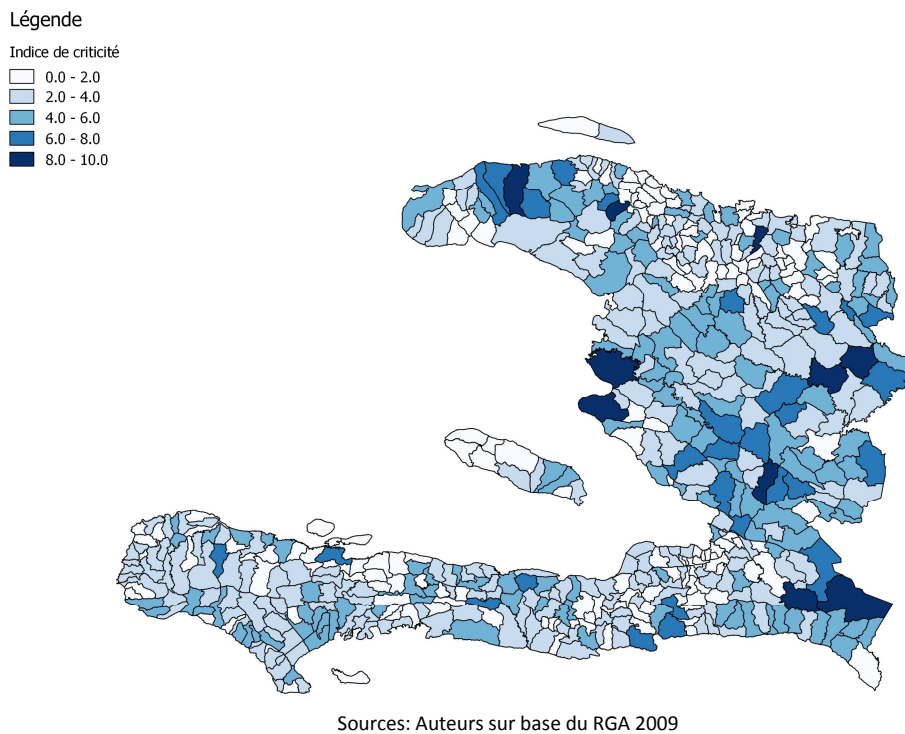 Légende
Indice de criticité
0.0 - 2.0
2.0 - 4.0
4.0 - 6.0
6.0 - 8.0
8.0 - 10.0
Sources: Auteurs sur base du RGA 2009